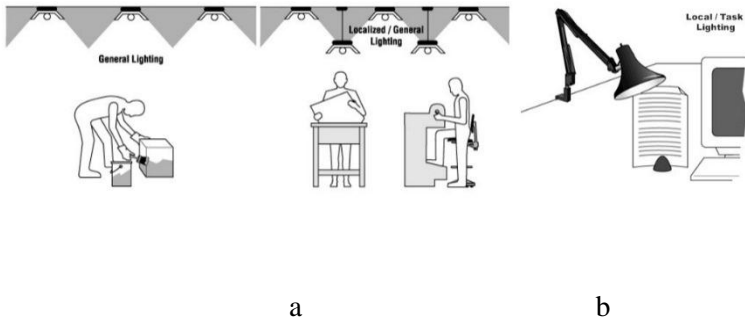 General Lighting
Localized / General
Lighting
Local / Task
Lighting
a
b